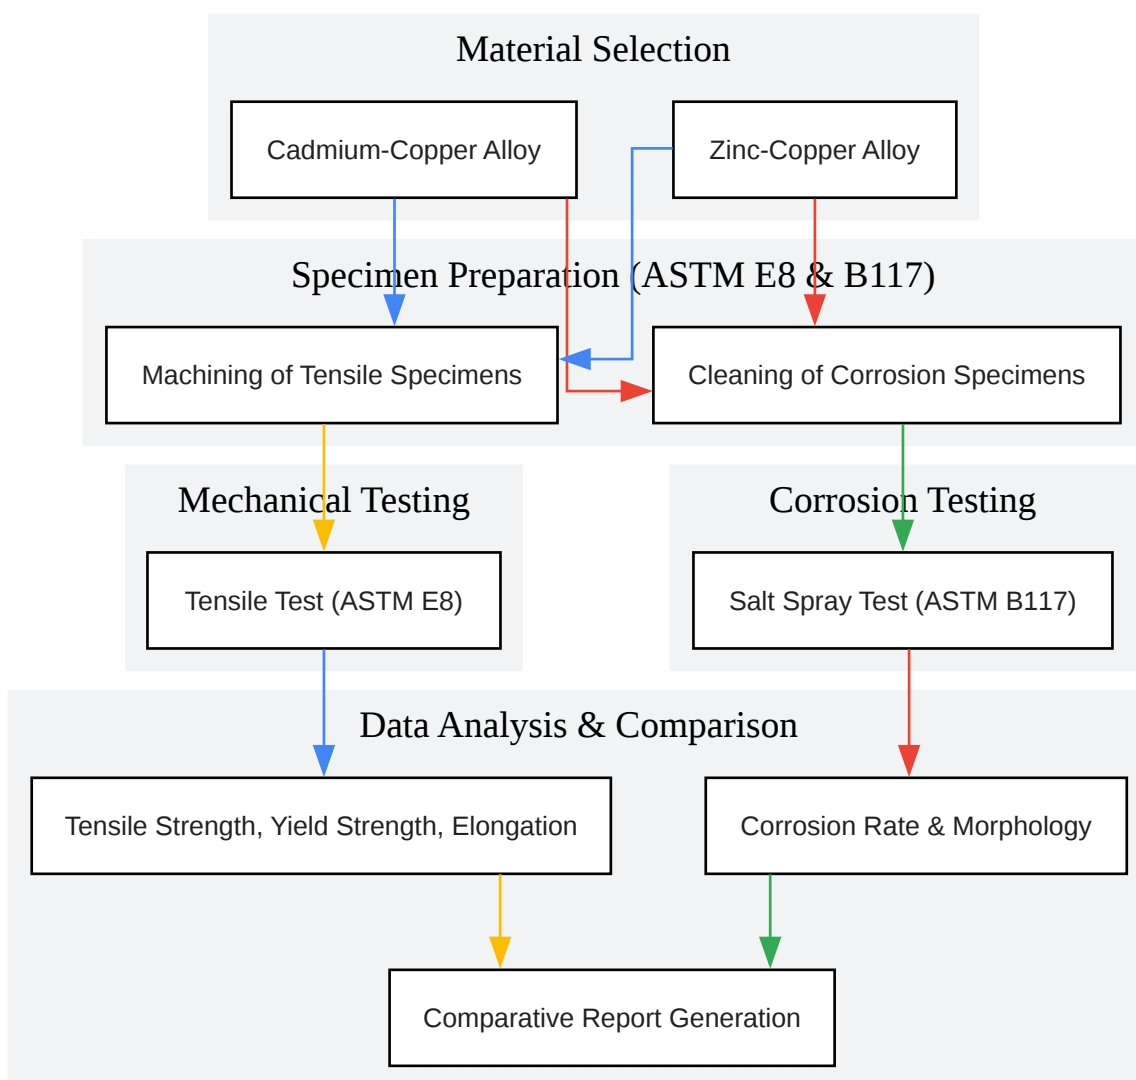 Material Selection
Cadmium-Copper Alloy
Zinc-Copper Alloy
Specimen Preparation (ASTM E8 & B117)
Machining of Tensile Specimens
Cleaning of Corrosion Specimens
Mechanical Testing
Corrosion Testing
Tensile Test (ASTM E8)
Salt Spray Test (ASTM B117)
Data Analysis & Comparison
Tensile Strength, Yield Strength, Elongation
Corrosion Rate & Morphology
Comparative Report Generation